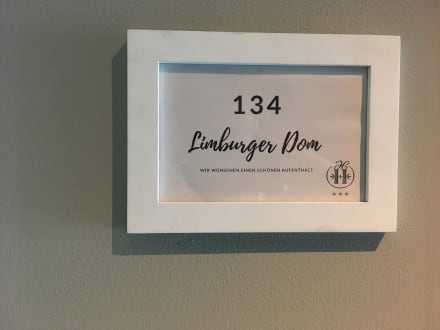 134
Limburger Dom
WIR WÜNSCHEN EINEN SCHÖNEN AUFENTHALT